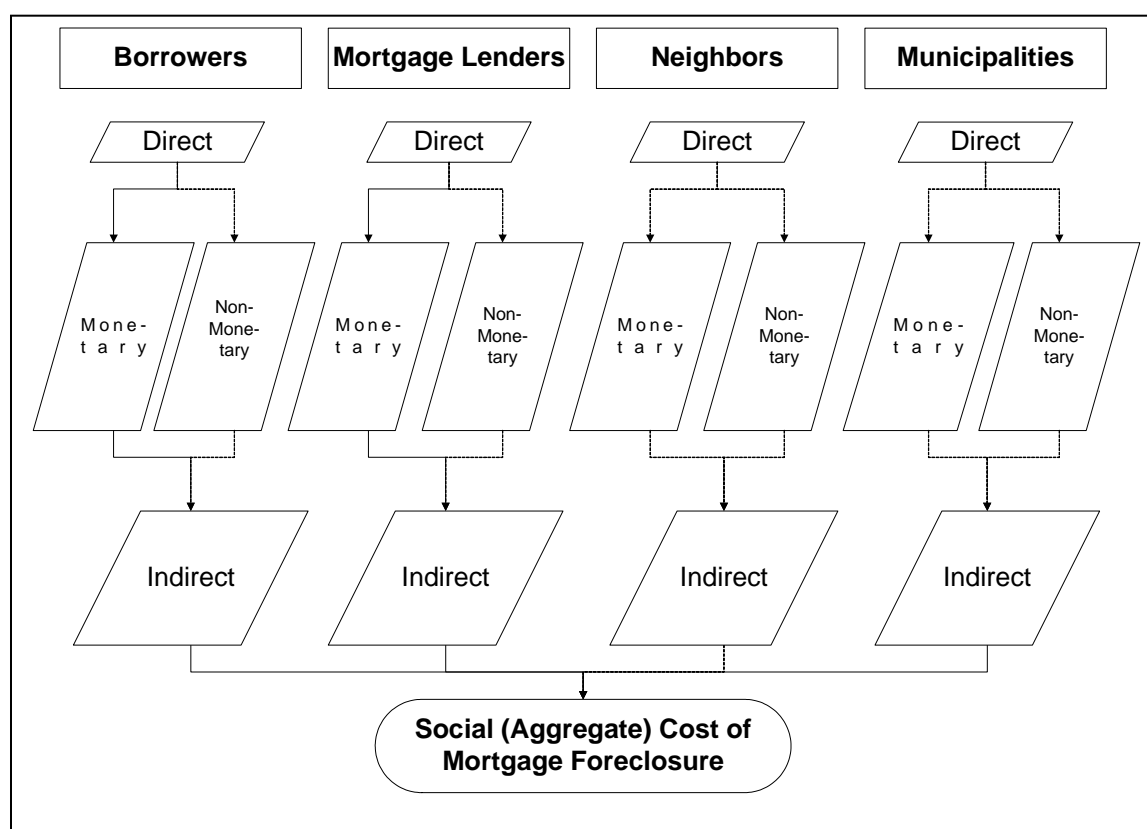 Borrowers
Mortgage Lenders
Neighbors
Municipalities
Direct
Direct
Direct
Direct
Mone-
tary
Non-
Mone-
tary
Mone-
tary
Non-
Mone-
tary
Mone-
tary
Non-
Mone-
tary
Mone-
tary
Non-
Mone-
tary
Indirect
Indirect
Indirect
Indirect
Social (Aggregate) Cost of
Mortgage Foreclosure